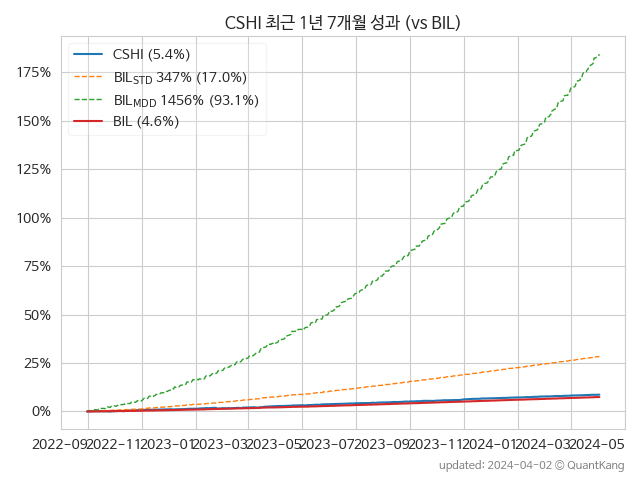 CSHI 최근 1년 7개월 성과 (vs BIL)
CSHI (5.4%)
BIL_STD 347% (17.0%)
BIL_MDD 1456% (93.1%)
BIL (4.6%)
175%
150%
125%
100%
75%
50%
25%
0%
2022-09 2022-11 2023-01 2023-03 2023-05 2023-07 2023-09 2023-11 2024-01 2024-03 2024-05
updated: 2024-04-02 © QuantKang